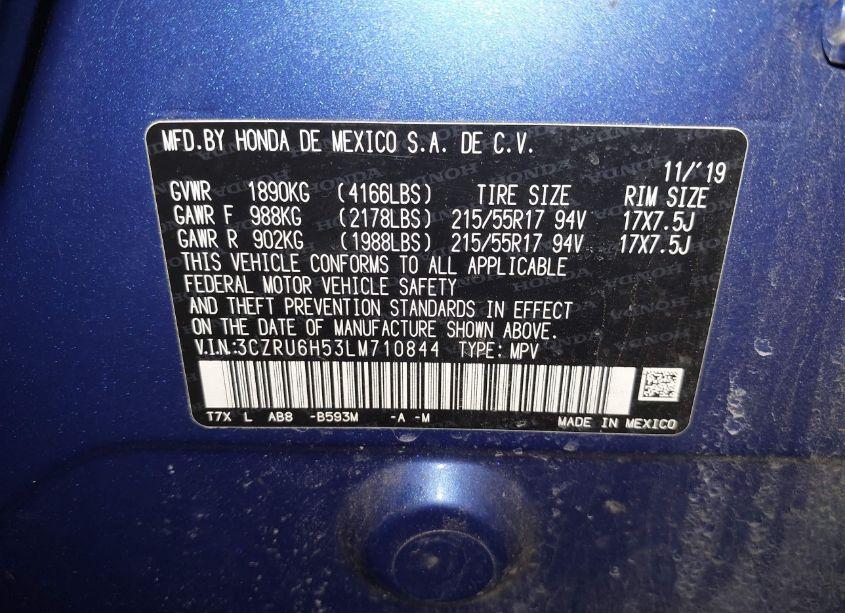 MFD.BY HONDA DE MEXICO S.A. DE C.V.
11/'19
GVWR 1890KG (4166LBS) TIRE SIZE RIM SIZE
GAWR F 988KG (2178LBS) 215/55R17 94V 17X7.5J
GAWR R 902KG (1988LBS) 215/55R17 94V 17X7.5J
THIS VEHICLE CONFORMS TO ALL APPLICABLE
FEDERAL MOTOR VEHICLE SAFETY
AND THEFT PREVENTION STANDARDS IN EFFECT
ON THE DATE OF MANUFACTURE SHOWN ABOVE.
V.I.N:3CZRU6H53LM710844 TYPE: MPV
T7X L AB8 -B593M -A -M
MADE IN MEXICO